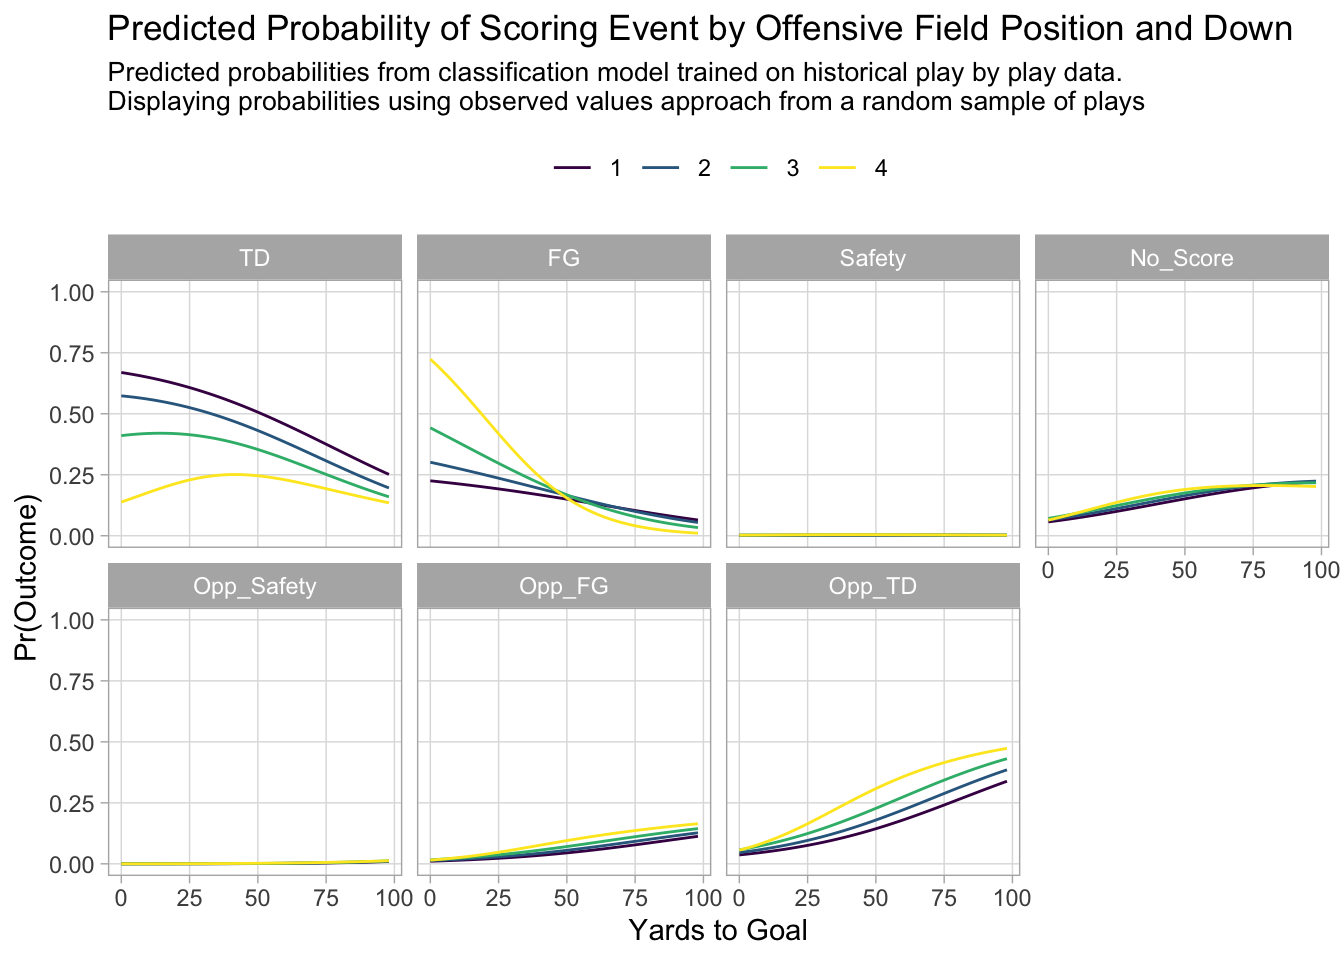 Predicted Probability of Scoring Event by Offensive Field Position and Down
Predicted probabilities from classification model trained on historical play by play data.
Displaying probabilities using observed values approach from a random sample of plays
1 2 3 4
TD FG Safety No_Score
1.00
0.75
0.50
0.25
0.00
0 25 50 75 100
Pr(Outcome)
Opp_Safety Opp_FG Opp_TD
1.00
0.75
0.50
0.25
0.00
0 25 50 75 100 0 25 50 75 100 0 25 50 75 100
Yards to Goal